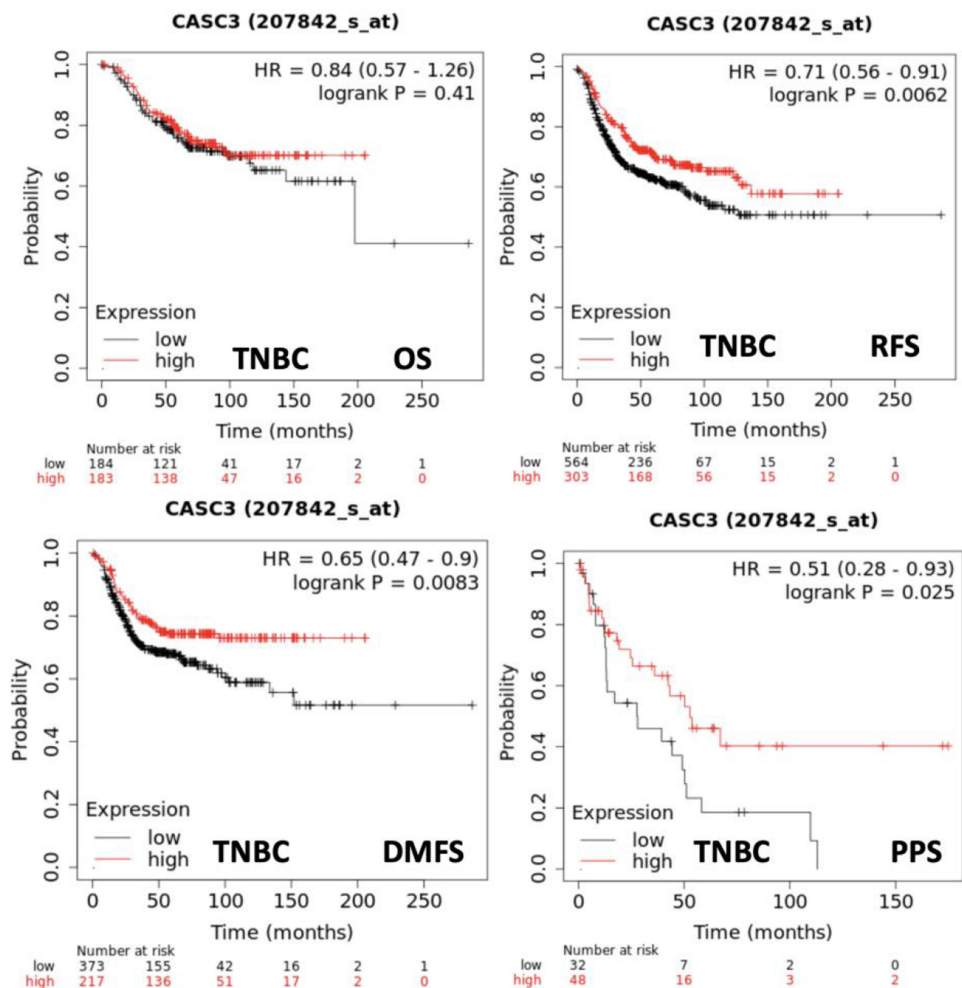 CASC3 (207842_s_at)
HR = 0.84 (0.57 - 1.26)
logrank P = 0.41
Probability
1.0
0.8
0.6
0.4
0.2
0.0
Expression
low
high
TNBC OS
0 50 100 150 200 250
Time (months)
Number at risk
low 184 121 41 17 2 1
high 183 138 47 16 2 0
CASC3 (207842_s_at)
HR = 0.71 (0.56 - 0.91)
logrank P = 0.0062
Probability
1.0
0.8
0.6
0.4
0.2
0.0
Expression
low
high
TNBC RFS
0 50 100 150 200 250
Time (months)
Number at risk
low 564 236 67 15 2 1
high 303 168 56 15 2 0
CASC3 (207842_s_at)
HR = 0.65 (0.47 - 0.9)
logrank P = 0.0083
Probability
1.0
0.8
0.6
0.4
0.2
0.0
Expression
low
high
TNBC DMFS
0 50 100 150 200 250
Time (months)
Number at risk
low 373 155 42 16 2 1
high 217 136 51 17 2 0
CASC3 (207842_s_at)
HR = 0.51 (0.28 - 0.93)
logrank P = 0.025
Probability
1.0
0.8
0.6
0.4
0.2
0.0
Expression
low
high
TNBC PPS
0 50 100 150
Time (months)
Number at risk
low 32 7 2 0
high 48 16 3 2